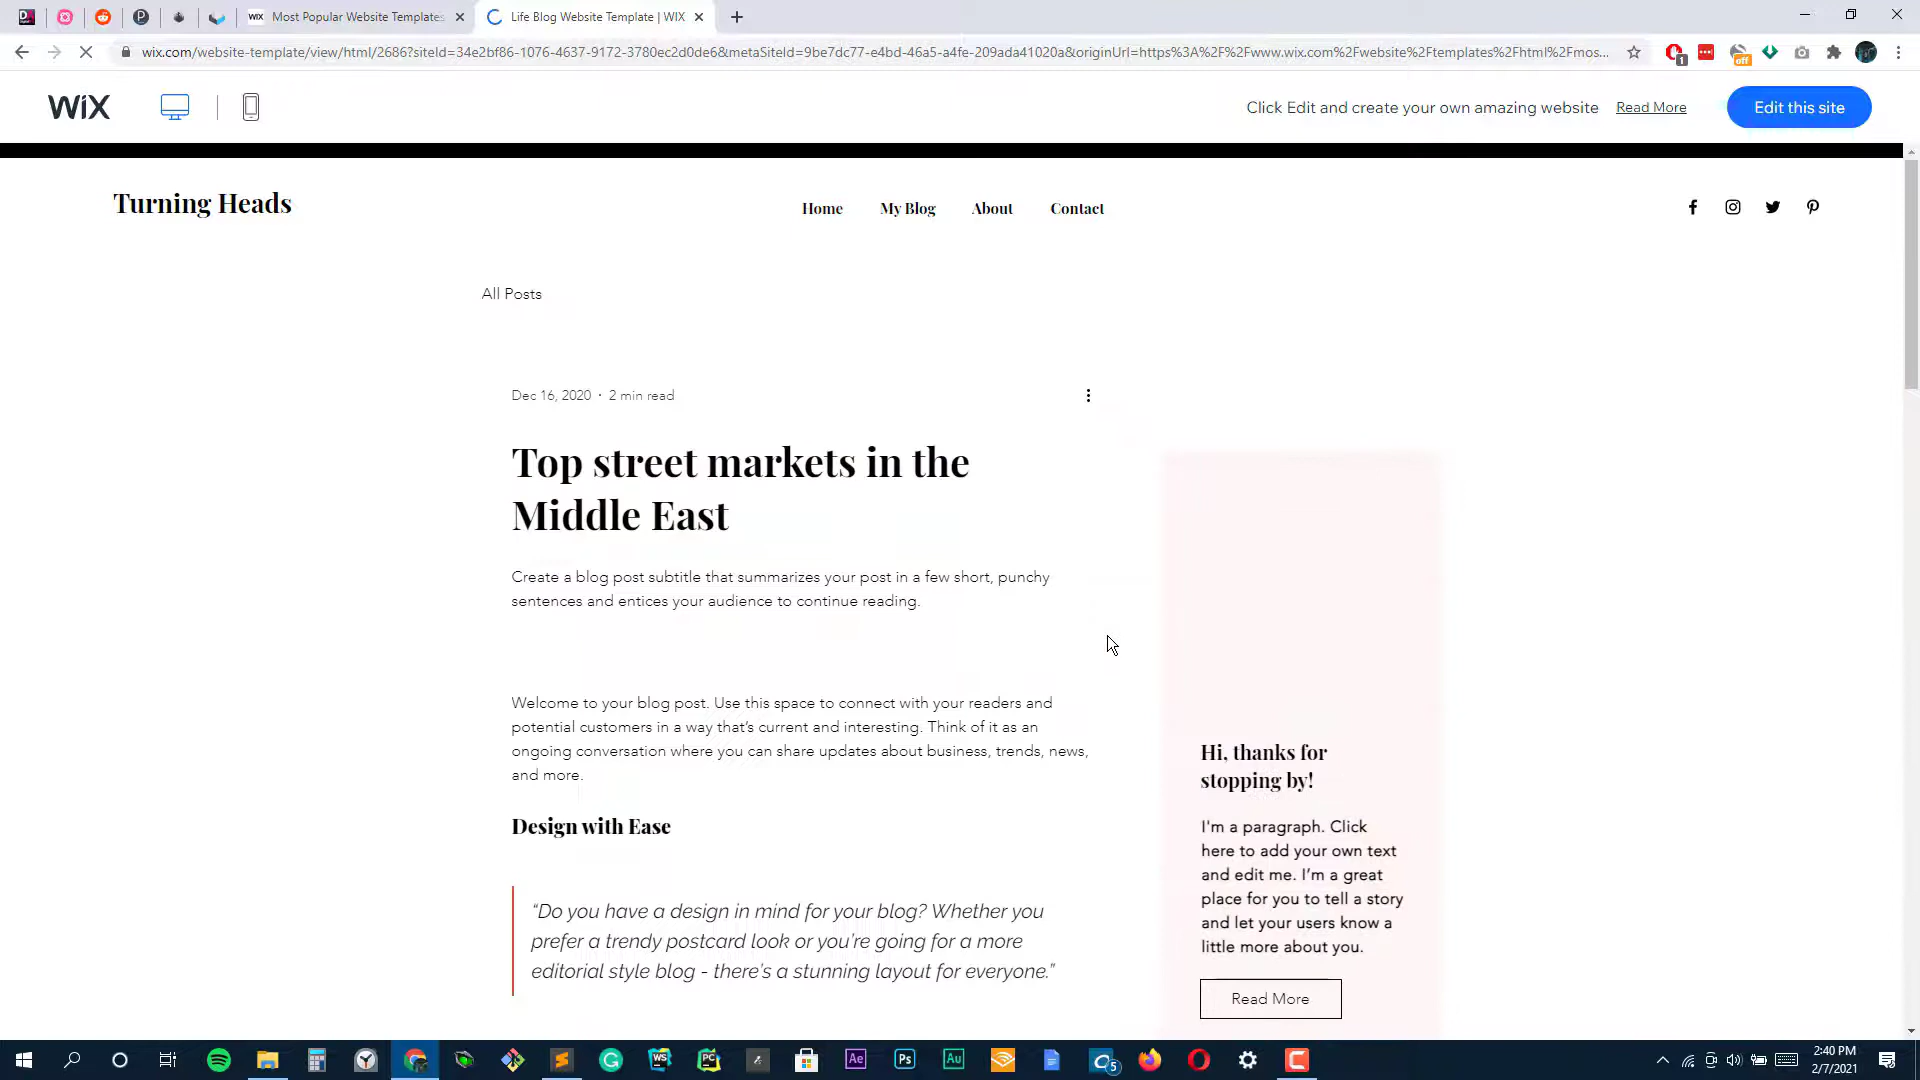 WIX Most Popular Website Templates
Life Blog Website Template | WIX
wix.com/website-template/view/html/2686?siteId=34e2bf86-1076-4637-9172-3780ec2d0de6&metaSiteId=9be7dc77-e4bd-46a5-a4fe-209ada41020a&originUrl=https%3A%2F%2Fwww.wix.com%2Fwebsite%2Ftemplates%2Fhtml%2Fmos...
1
off
WiX
Click Edit and create your own amazing website Read More
Edit this site
Turning Heads
Home My Blog About Contact
All Posts
Dec 16, 2020 · 2 min read
Top street markets in the
Middle East
Create a blog post subtitle that summarizes your post in a few short, punchy
sentences and entices your audience to continue reading.
Welcome to your blog post. Use this space to connect with your readers and
potential customers in a way that’s current and interesting. Think of it as an
ongoing conversation where you can share updates about business, trends, news,
and more.
Design with Ease
“Do you have a design in mind for your blog? Whether you
prefer a trendy postcard look or you’re going for a more
editorial style blog - there’s a stunning layout for everyone.”
Hi, thanks for
stopping by!
I'm a paragraph. Click
here to add your own text
and edit me. I’m a great
place for you to tell a story
and let your users know a
little more about you.
Read More
WS
PC
Ae
Ps
Au
5
2:40 PM
2/7/2021